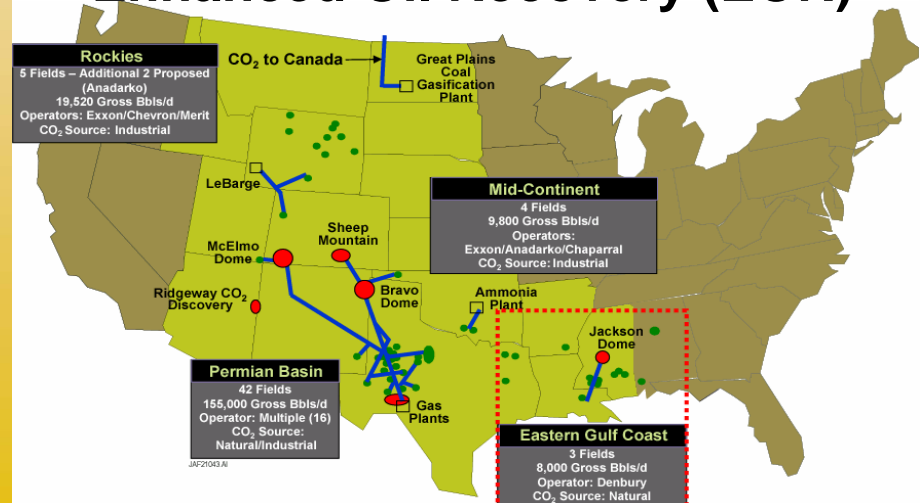 Enhanced Oil Recovery (EOR)
Rockies
5 Fields – Additional 2 Proposed
(Anadarko)
19,520 Gross Bbls/d
Operators: Exxon/Chevron/Merit
CO₂ Source: Industrial
CO₂ to Canada
Great Plains
Coal
Gasification
Plant
LeBarge
Mid-Continent
4 Fields
9,800 Gross Bbls/d
Operators:
Exxon/Anadarko/Chaparral
CO₂ Source: Industrial
Sheep
Mountain
McElmo
Dome
Bravo
Dome
Ridgeway CO₂
Discovery
Ammonia
Plant
Jackson
Dome
Permian Basin
42 Fields
155,000 Gross Bbls/d
Operator: Multiple (16)
CO₂ Source:
Natural/Industrial
Gas
Plants
JAF21043.AI
Eastern Gulf Coast
3 Fields
8,000 Gross Bbls/d
Operator: Denbury
CO₂ Source: Natural